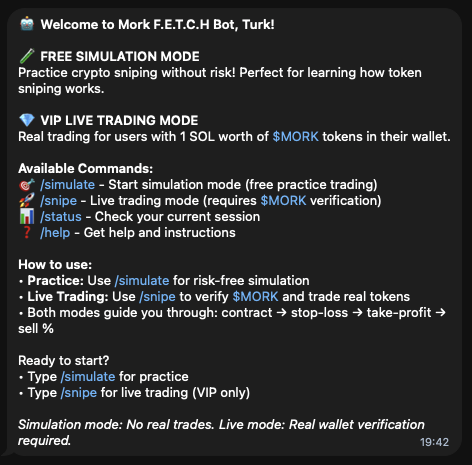 🤖 Welcome to Mork F.E.T.C.H Bot, Turk!
🧪 FREE SIMULATION MODE
Practice crypto sniping without risk! Perfect for learning how token
sniping works.
💎 VIP LIVE TRADING MODE
Real trading for users with 1 SOL worth of $MORK tokens in their wallet.
Available Commands:
🎯 /simulate - Start simulation mode (free practice trading)
🚀 /snipe - Live trading mode (requires $MORK verification)
📊 /status - Check your current session
❓ /help - Get help and instructions
How to use:
• Practice: Use /simulate for risk-free simulation
• Live Trading: Use /snipe to verify $MORK and trade real tokens
• Both modes guide you through: contract → stop-loss → take-profit →
sell %
Ready to start?
• Type /simulate for practice
• Type /snipe for live trading (VIP only)
Simulation mode: No real trades. Live mode: Real wallet verification
required.
19:42